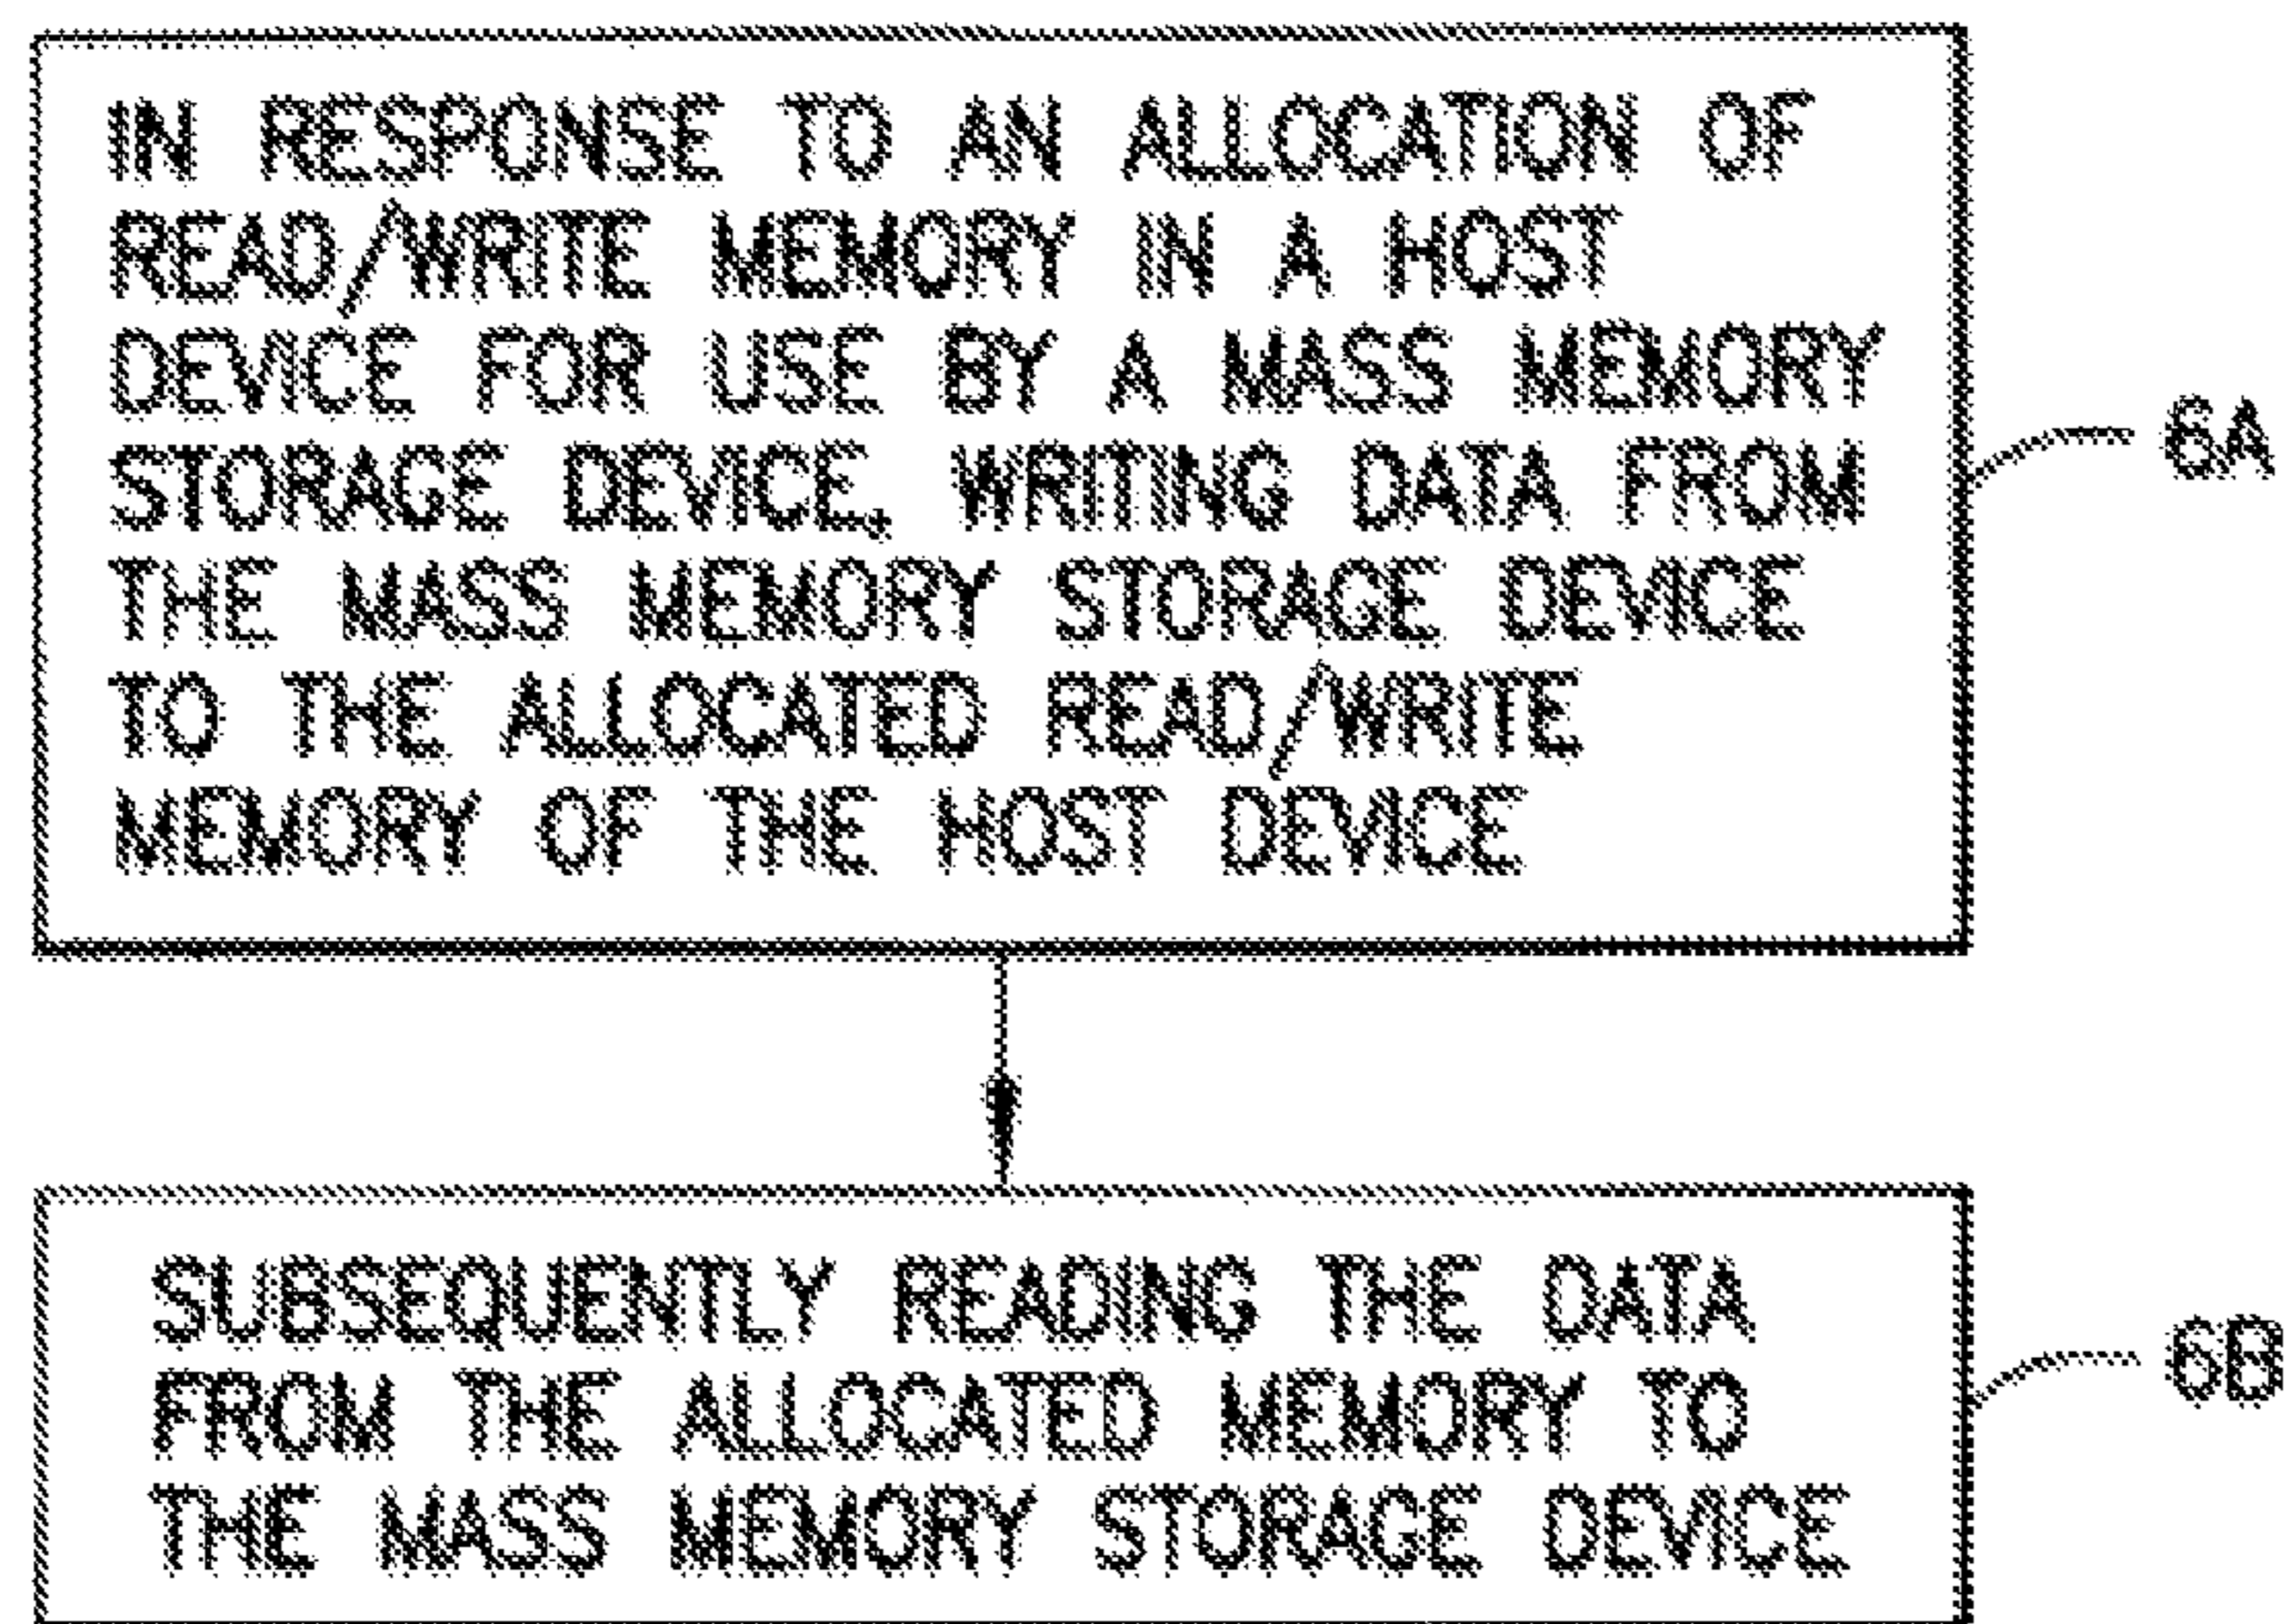 IN RESPONSE TO AN ALLOCATION OF
READ/WRITE MEMORY IN A HOST
DEVICE FOR USE BY A MASS MEMORY
STORAGE DEVICE, WRITING DATA FROM
THE MASS MEMORY STORAGE DEVICE
TO THE ALLOCATED READ/WRITE
MEMORY OF THE HOST DEVICE
6A
SUBSEQUENTLY READING THE DATA
FROM THE ALLOCATED MEMORY TO
THE MASS MEMORY STORAGE DEVICE
6B